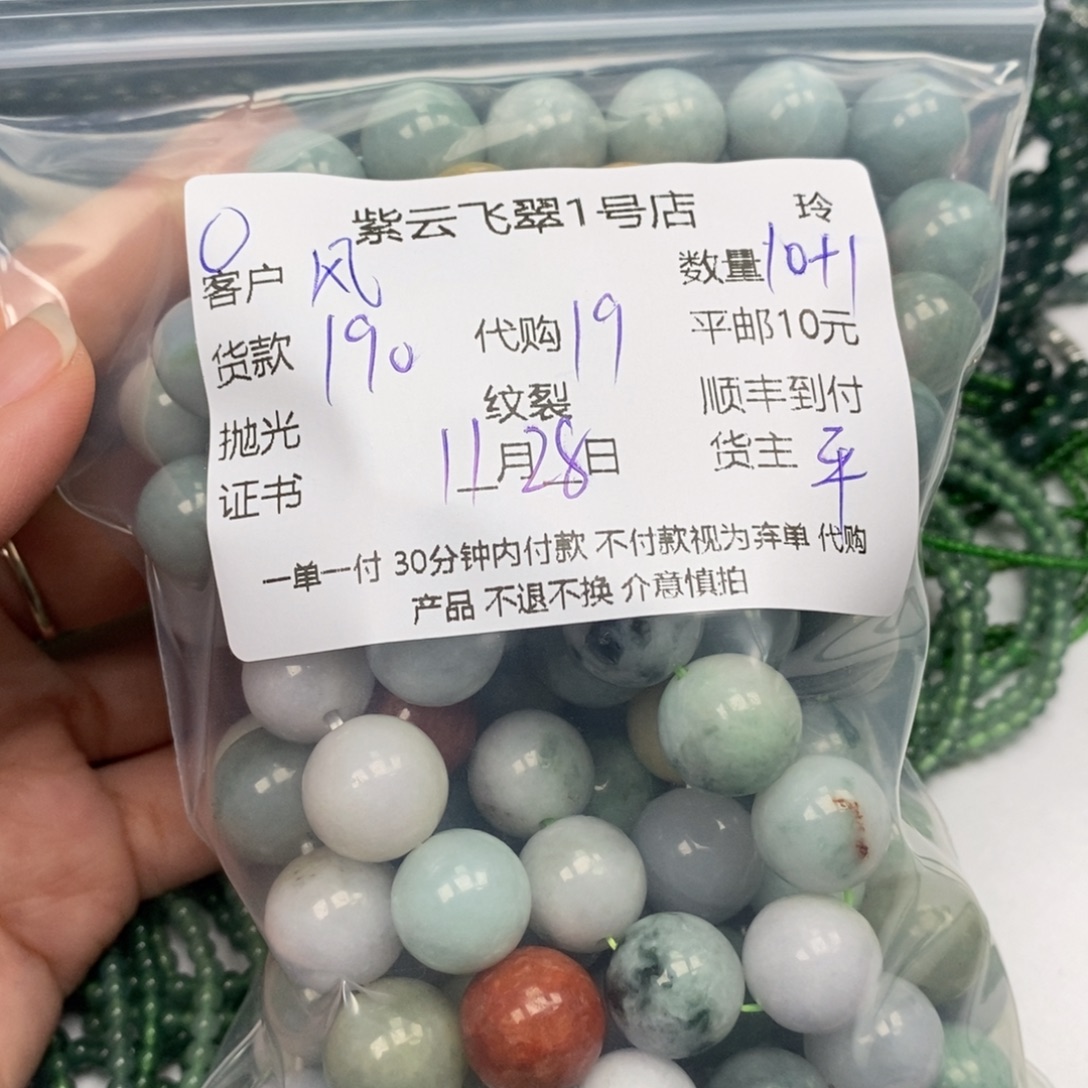 紫云飞翠1号店 玲
O
客户 风 数量 10+1
货款 190 代购 19 平邮10元
抛光 纹裂 顺丰到付
证书 11月28日 货主 平
一单一付 30分钟内付款 不付款视为弃单 代购
产品 不退不换 介意慎拍